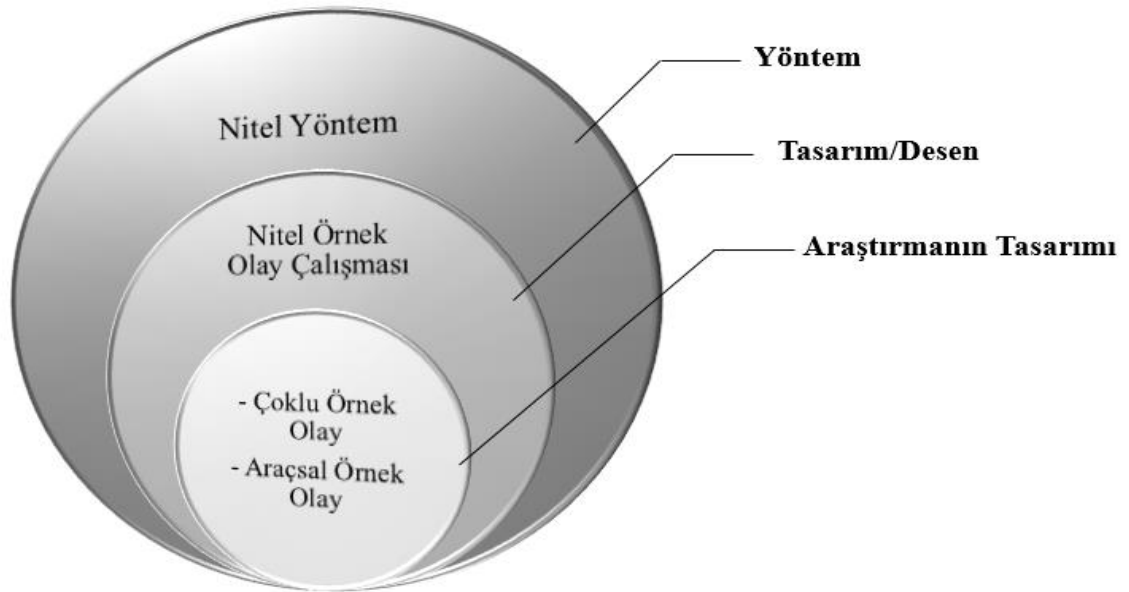 Yöntem
Nitel Yöntem
Tasarım/Desen
Nitel Örnek
Olay Çalışması
Araştırmanın Tasarımı
- Çoklu Örnek
Olay
- Araçsal Örnek
Olay